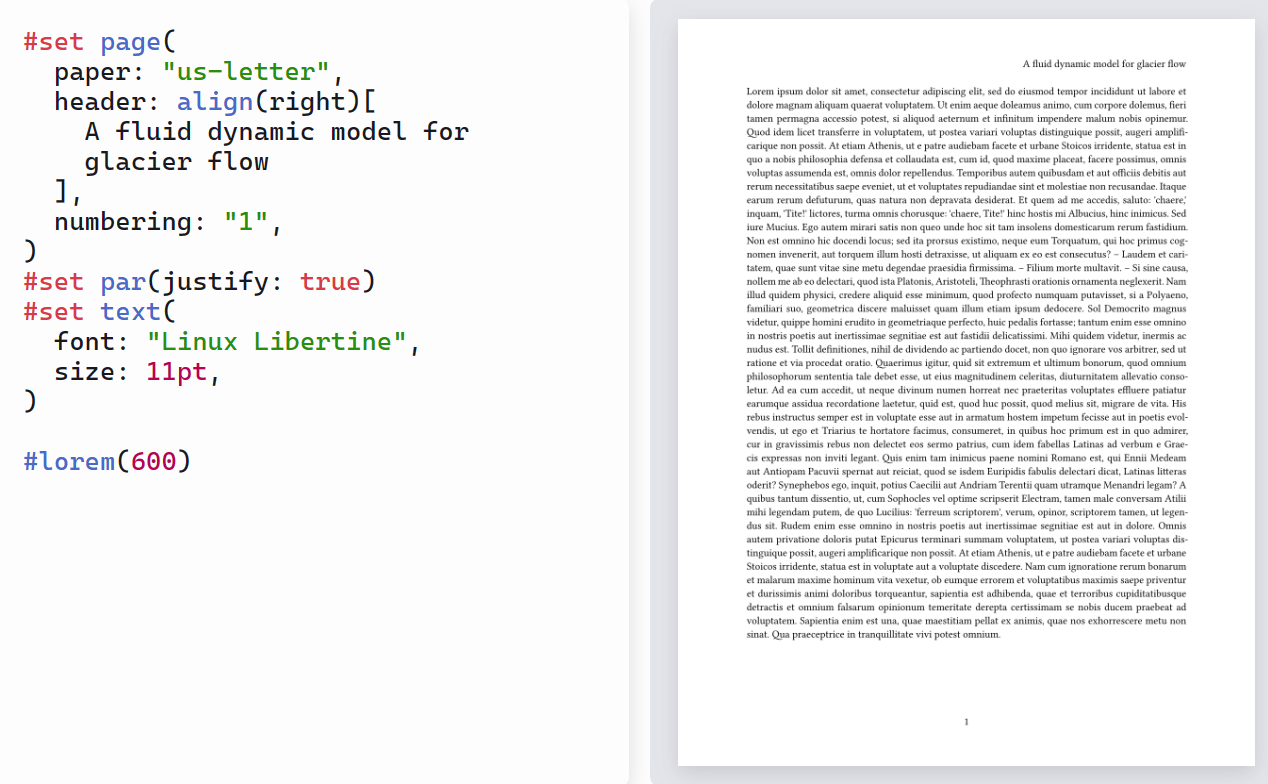 #set page(
  paper: "us-letter",
  header: align(right)[
    A fluid dynamic model for
    glacier flow
  ],
  numbering: "1",
)
#set par(justify: true)
#set text(
  font: "Linux Libertine",
  size: 11pt,
)

#lorem(600)
A fluid dynamic model for glacier flow
Lorem ipsum dolor sit amet, consectetur adipiscing elit, sed do eiusmod tempor incididunt ut labore et
dolore magnam aliquam quaerat voluptatem. Ut enim aeque doleamus animo, cum corpore dolemus, fieri
tamen permagna accessio potest, si aliquod aeternum et infinitum impendere malum nobis opinemur.
Quod idem licet transferre in voluptatem, ut postea variari voluptas distinguique possit, augeri amplifi-
carique non possit. At etiam Athenis, ut e patre audiebam facete et urbane Stoicos irridente, statua est in
quo a nobis philosophia defensa et collaudata est, cum id, quod maxime placeat, facere possimus, omnis
voluptas assumenda est, omnis dolor repellendus. Temporibus autem quibusdam et aut officiis debitis aut
rerum necessitatibus saepe eveniet, ut et voluptates repudiandae sint et molestiae non recusandae. Itaque
earum rerum defuturum, quas natura non depravata desiderat. Et quem ad me accedis, saluto: 'chaere,'
inquam, 'Tite!' lictores, turma omnis chorusque: 'chaere, Tite!' hinc hostis mi Albucius, hinc inimicus. Sed
iure Mucius. Ego autem mirari satis non queo unde hoc sit tam insolens domesticarum rerum fastidium.
Non est omnino hic docendi locus; sed ita prorsus existimo, neque eum Torquatum, qui hoc primus cog-
nomen invenerit, aut torquem illum hosti detraxisse, ut aliquam ex eo est consecutus? – Laudem et cari-
tatem, quae sunt vitae sine metu degendae praesidia firmissima. – Filium morte multavit. – Si sine causa,
nollem me ab eo delectari, quod ista Platonis, Aristoteli, Theophrasti orationis ornamenta neglexerit. Nam
illud quidem physici, credere aliquid esse minimum, quod profecto numquam putavisset, si a Polyaeno,
familiari suo, geometrica discere maluisset quam illum etiam ipsum dedocere. Sol Democrito magnus
videtur, quippe homini erudito in geometriaque perfecto, huic pedalis fortasse; tantum enim esse omnino
in nostris poetis aut inertissimae segnitiae est aut fastidii delicatissimi. Mihi quidem videtur, inermis ac
nudus est. Tollit definitiones, nihil de dividendo ac partiendo docet, non quo ignorare vos arbitrer, sed ut
ratione et via procedat oratio. Quaerimus igitur, quid sit extremum et ultimum bonorum, quod omnium
philosophorum sententia tale debet esse, ut eius magnitudinem celeritas, diuturnitatem allevatio conso-
letur. Ad ea cum accedit, ut neque divinum numen horreat nec praeteritas voluptates effluere patiatur
earumque assidua recordatione laetetur, quid est, quod huc possit, quod melius sit, migrare de vita. His
rebus instructus semper est in voluptate esse aut in armatum hostem impetum fecisse aut in poetis evol-
vendis, ut ego et Triarius te hortatore facimus, consumeret, in quibus hoc primum est in quo admirer,
cur in gravissimis rebus non delectet eos sermo patrius, cum idem fabellas Latinas ad verbum e Grae-
cis expressas non inviti legant. Quis enim tam inimicus paene nomini Romano est, qui Ennii Medeam
aut Antiopam Pacuvii spernat aut reiciat, quod se isdem Euripidis fabulis delectari dicat, Latinas litteras
oderit? Synephebos ego, inquit, potius Caecilii aut Andriam Terentii quam utramque Menandri legam? A
quibus tantum dissentio, ut, cum Sophocles vel optime scripserit Electram, tamen male conversam Atilii
mihi legendam putem, de quo Lucilius: 'ferreum scriptorem', verum, opinor, scriptorem tamen, ut legen-
dus sit. Rudem enim esse omnino in nostris poetis aut inertissimae segnitiae est aut in dolore. Omnis
autem privatione doloris putat Epicurus terminari summam voluptatem, ut postea variari voluptas dis-
tinguique possit, augeri amplificarique non possit. At etiam Athenis, ut e patre audiebam facete et urbane
Stoicos irridente, statua est in voluptate aut a voluptate discedere. Nam cum ignoratione rerum bonarum
et malarum maxime hominum vita vexetur, ob eumque errorem et voluptatibus maximis saepe priventur
et durissimis animi doloribus torqueantur, sapientia est adhibenda, quae et terroribus cupiditatibusque
detractis et omnium falsarum opinionum temeritate derepta certissimam se nobis ducem praebeat ad
voluptatem. Sapientia enim est una, quae maestitiam pellat ex animis, quae nos exhorrescere metu non
sinat. Qua praeceptrice in tranquillitate vivi potest omnium.
1